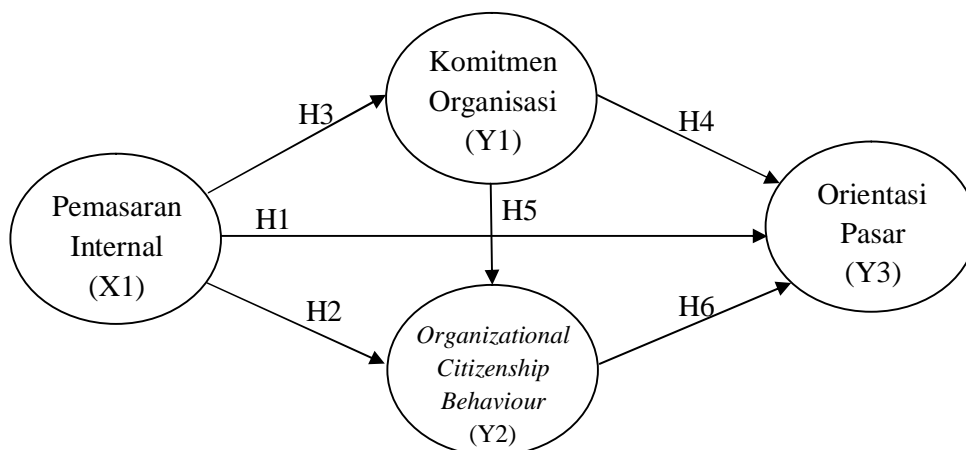 Komitmen
Organisasi
(Y1)
H3
H4
Pemasaran
Internal
(X1)
H1
H5
Orientasi
Pasar
(Y3)
H2
H6
Organizational
Citizenship
Behaviour
(Y2)